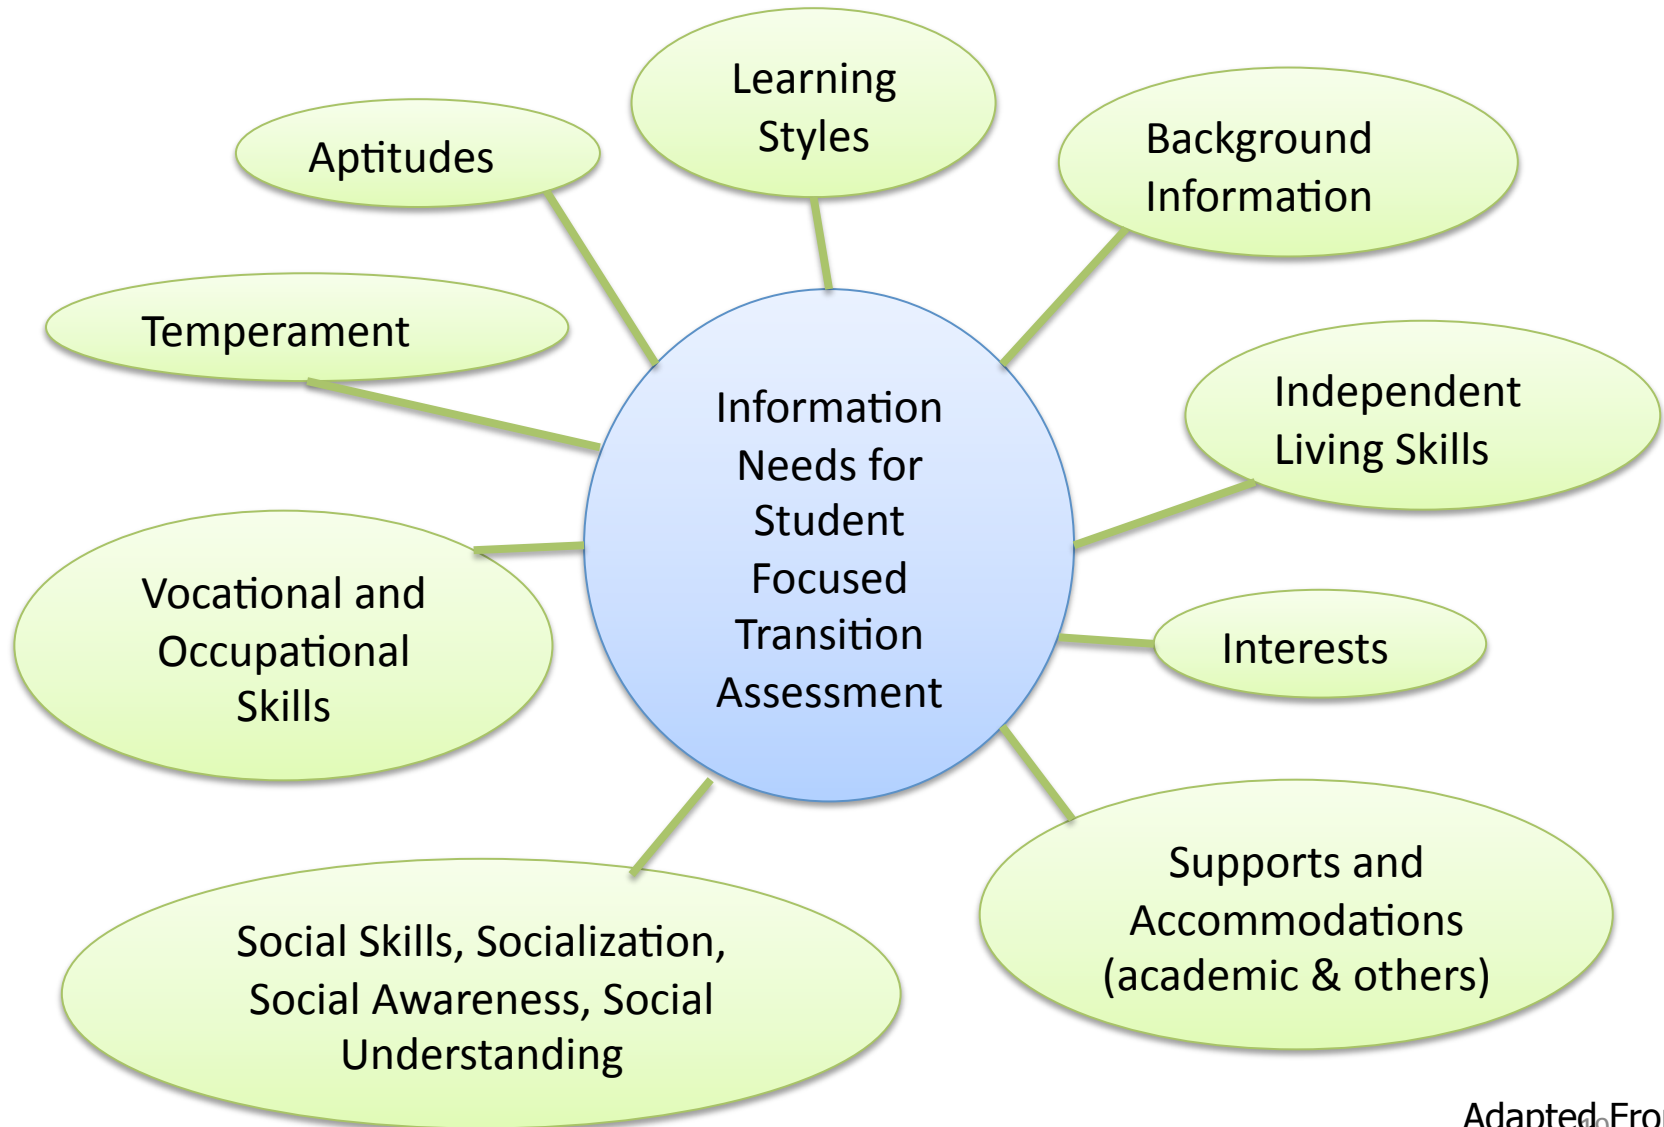 Learning
Styles
Background
Information
Aptitudes
Temperament
Independent
Living Skills
Information
Needs for
Student
Focused
Transition
Assessment
Vocational and
Occupational
Skills
Interests
Supports and
Accommodations
(academic & others)
Social Skills, Socialization,
Social Awareness, Social
Understanding
Adapted